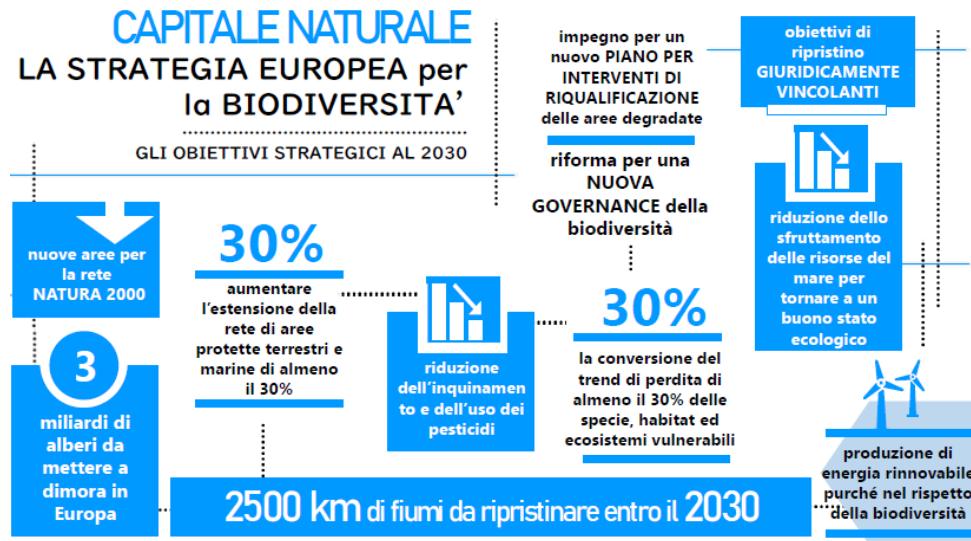 CAPITALE NATURALE
LA STRATEGIA EUROPEA per
la BIODIVERSITA'
GLI OBIETTIVI STRATEGICI AL 2030
impegno per un
nuovo PIANO PER
INTERVENTI DI
RIQUALIFICAZIONE
delle aree degradate
obiettivi di
ripristino
GIURIDICAMENTE
VINCOLANTI
riforma per una
NUOVA
GOVERNANCE della
biodiversità
riduzione dello
sfruttamento
delle risorse del
mare per
tornare a un
buono stato
ecologico
nuove aree per
la rete
NATURA 2000
30%
aumentare
l'estensione della
rete di aree
protette terrestri e
marine di almeno
il 30%
riduzione
dell'inquinamen
to e dell'uso dei
pesticidi
30%
la conversione del
trend di perdita di
almeno il 30% delle
specie, habitat ed
ecosistemi vulnerabili
3
miliardi di
alberi da
mettere a
dimora in
Europa
produzione di
energia rinnovabile
purché nel rispetto
della biodiversità
2500 km di fiumi da ripristinare entro il 2030